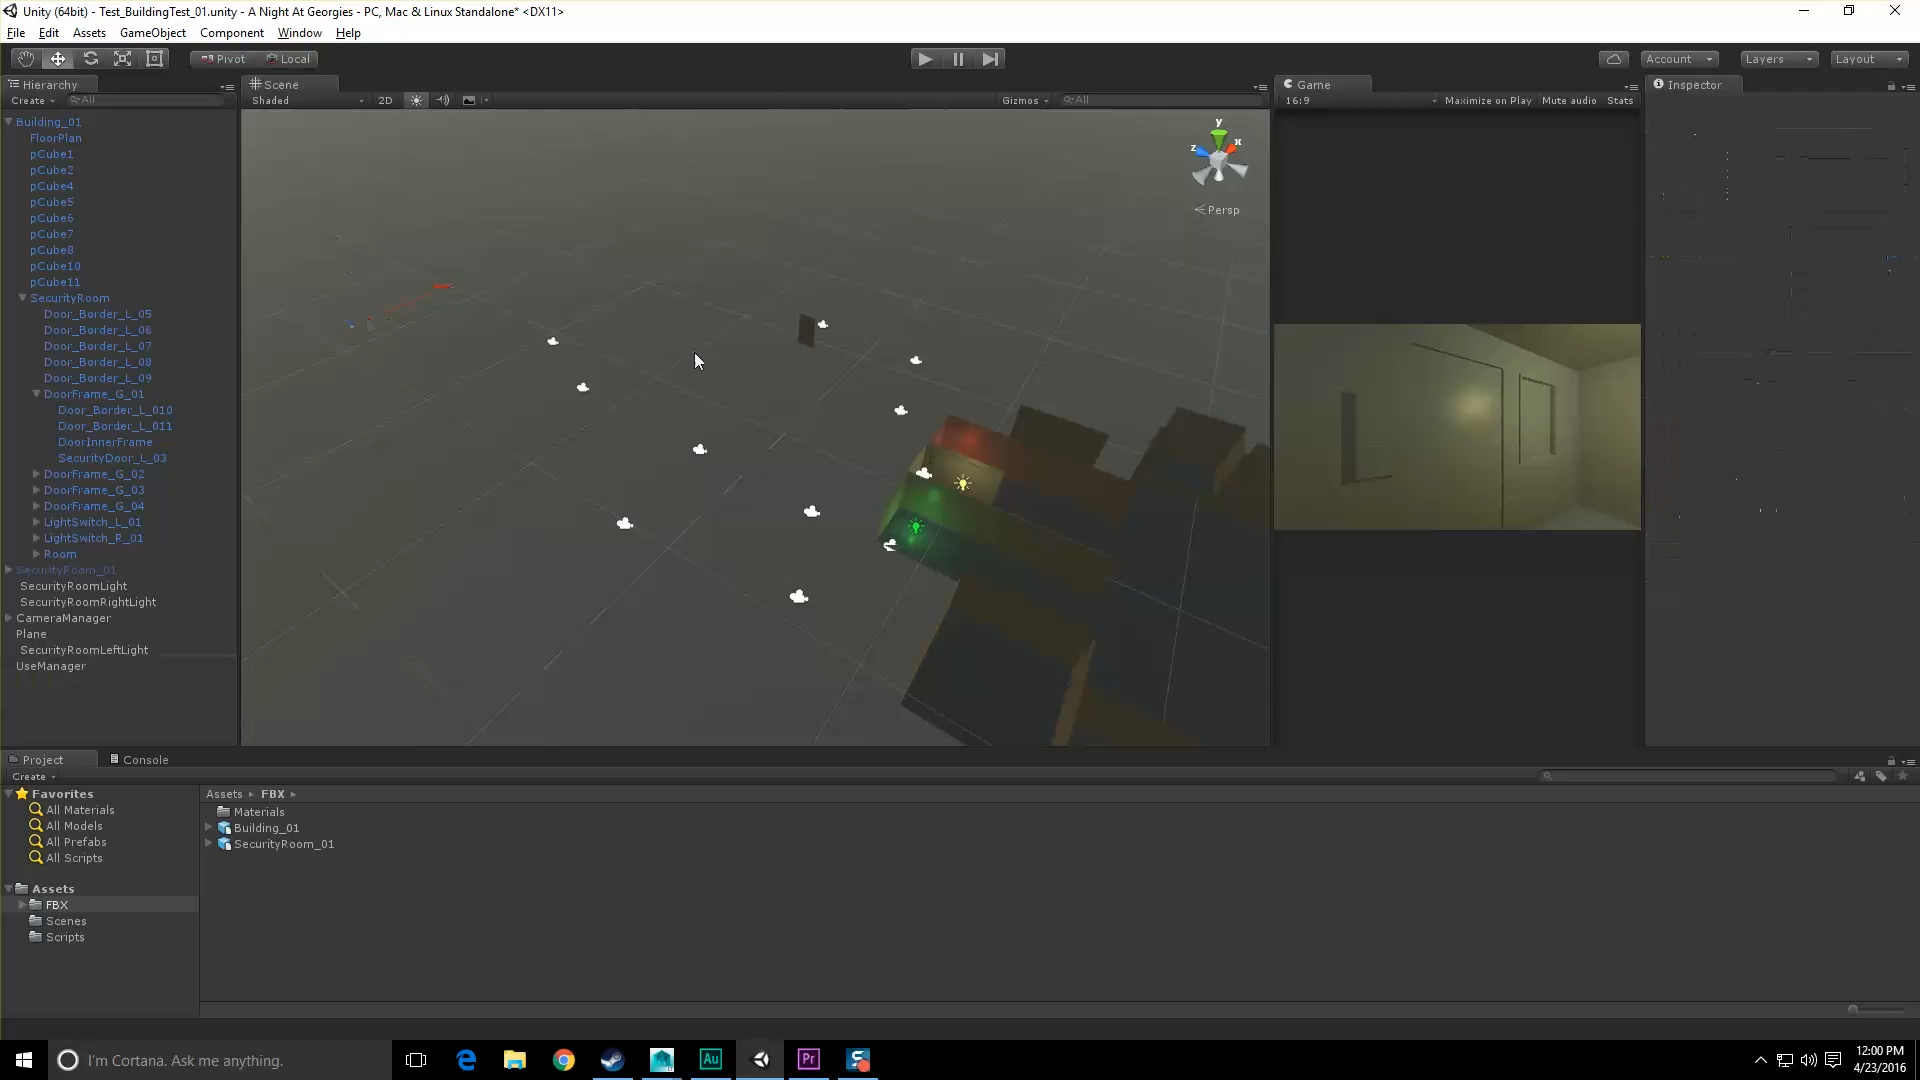 Unity (64bit) - Test_BuildingTest_01.unity - A Night At Georgies - PC, Mac & Linux Standalone* <DX11>
File Edit Assets GameObject Component Window Help
Pivot Local Account Layers Layout
Hierarchy
Create All
Building_01
FloorPlan
pCube1
pCube2
pCube4
pCube5
pCube6
pCube7
pCube8
pCube10
pCube11
SecurityRoom
Door_Border_L_05
Door_Border_L_06
Door_Border_L_07
Door_Border_L_08
Door_Border_L_09
DoorFrame_G_01
Door_Border_L_010
Door_Border_L_011
DoorInnerFrame
SecurityDoor_L_03
DoorFrame_G_02
DoorFrame_G_03
DoorFrame_G_04
LightSwitch_L_01
LightSwitch_R_01
Room
SecurityRoom_01
SecurityRoomLight
SecurityRoomRightLight
CameraManager
Plane
SecurityRoomLeftLight
UseManager
Scene
Shaded 2D Gizmos All
y
z x
Persp
Game
16:9 Maximize on Play Mute audio Stats
Inspector
Project Console
Create
Favorites
All Materials
All Models
All Prefabs
All Scripts
Assets
FBX
Scenes
Scripts
Assets FBX
Materials
Building_01
SecurityRoom_01
I'm Cortana. Ask me anything.
Au
Pr
12:00 PM
4/23/2016